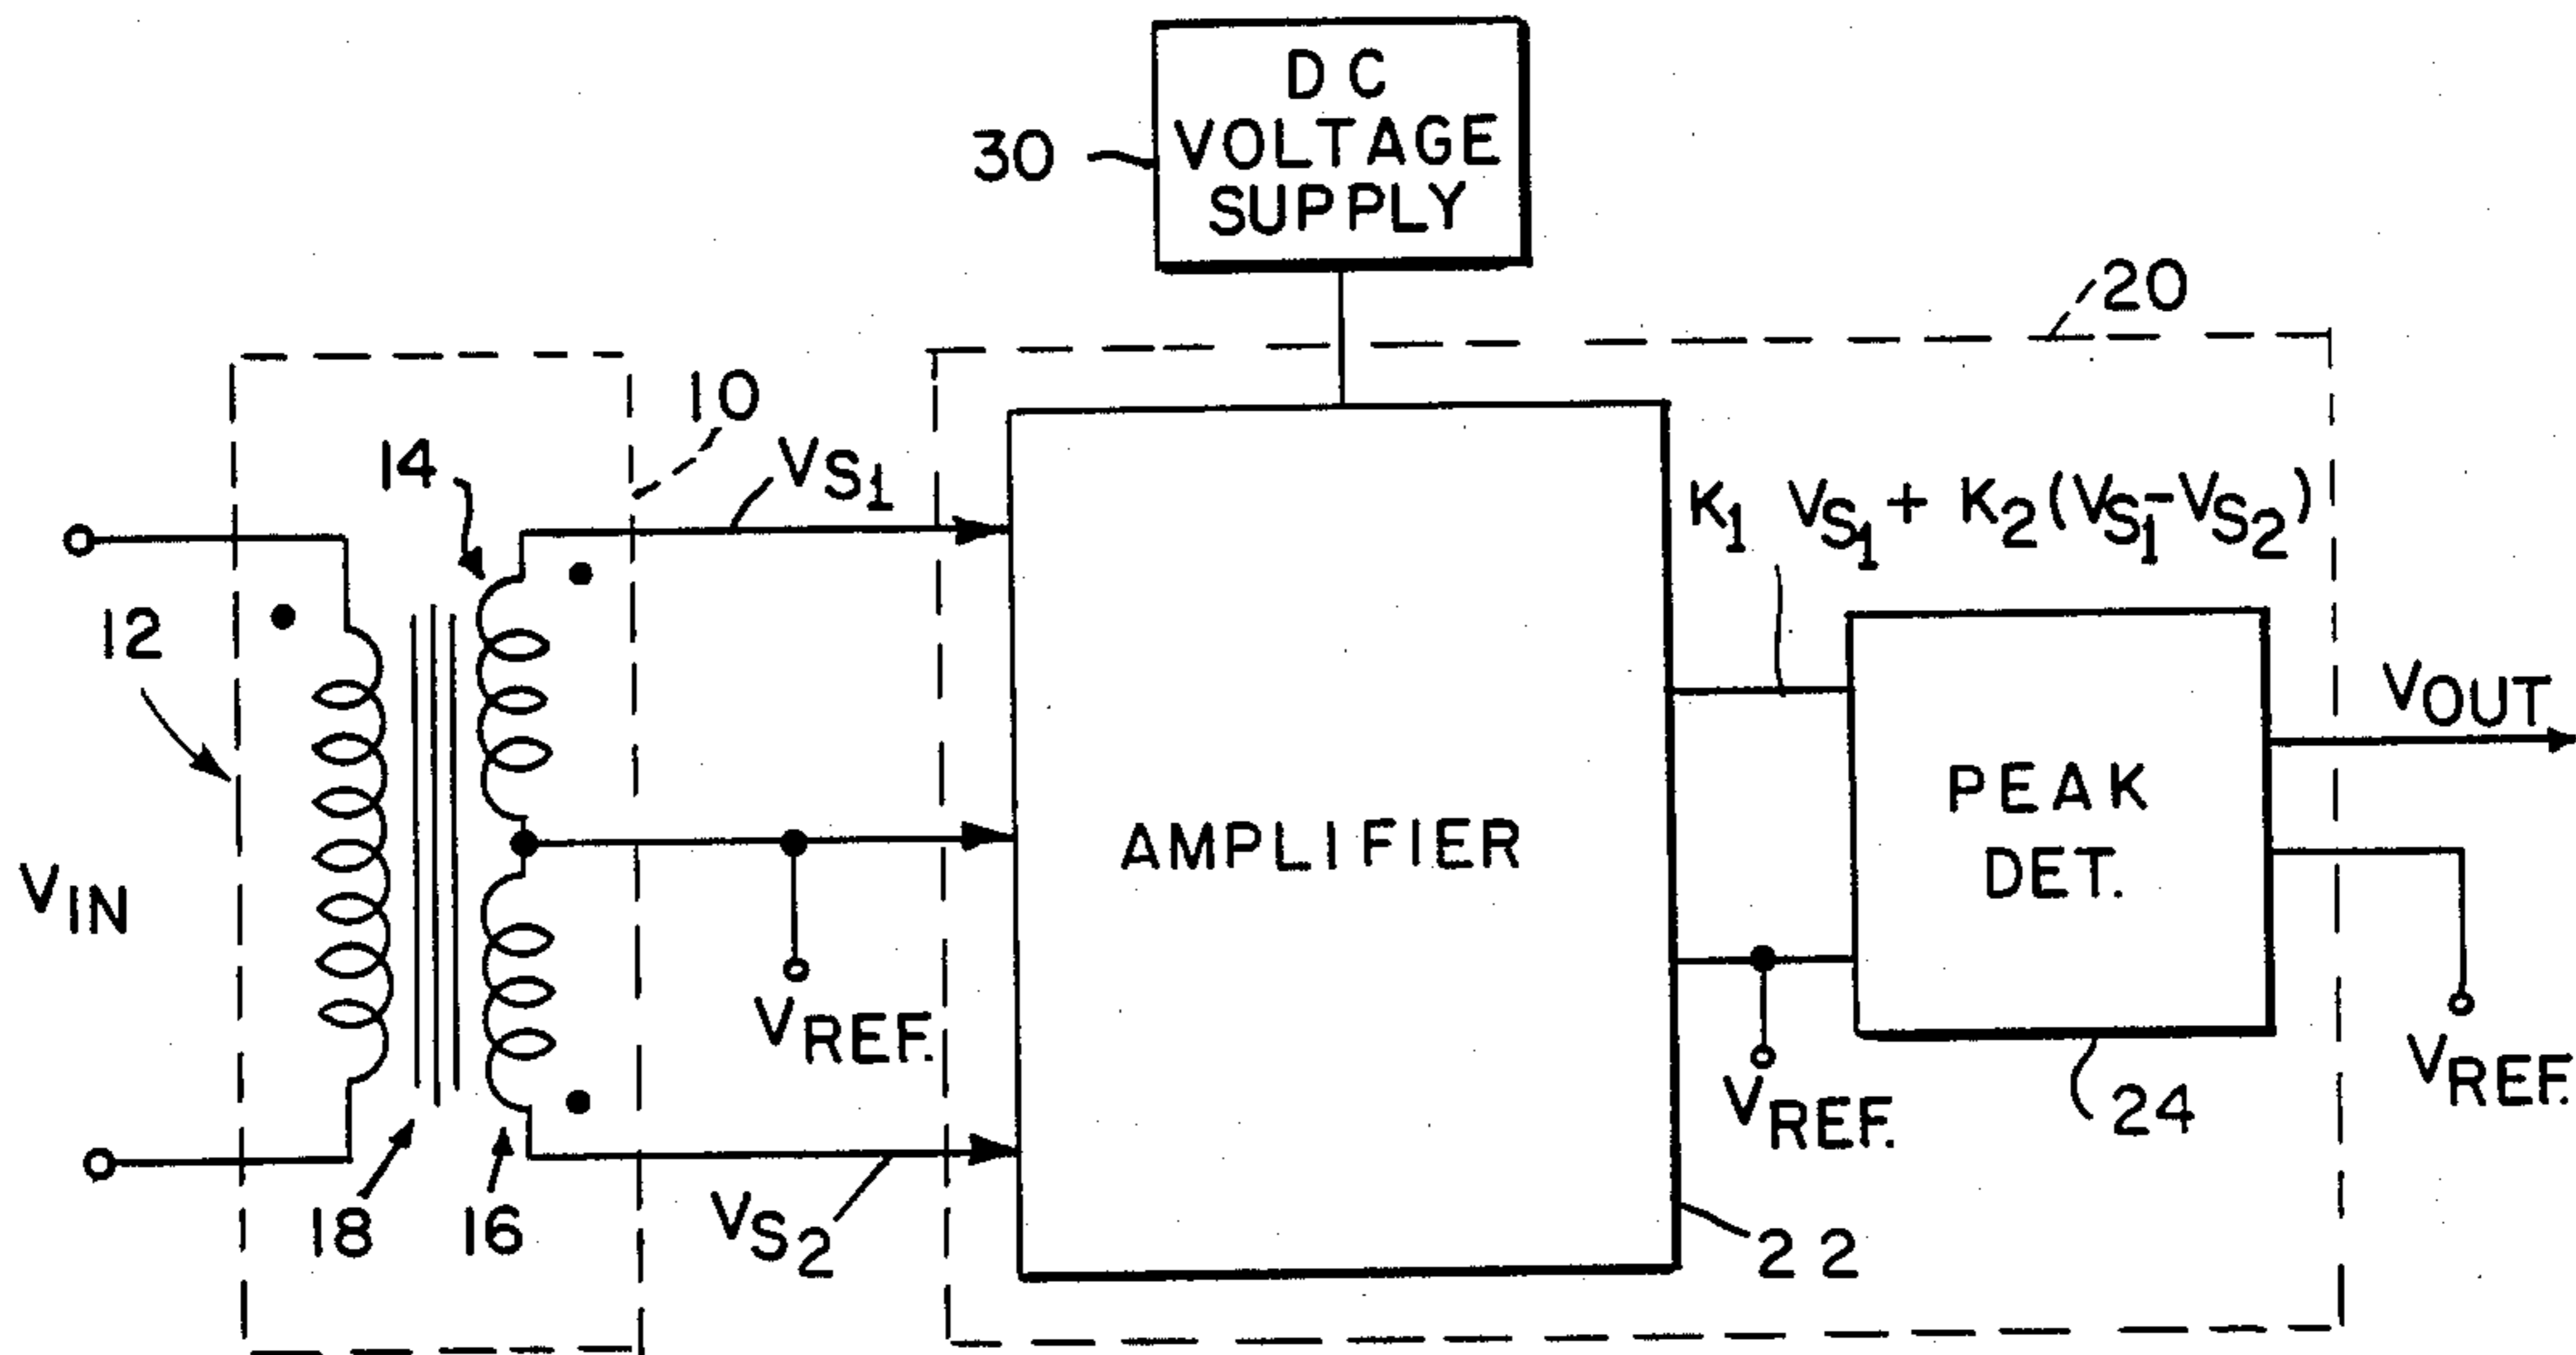 DC
VOLTAGE
SUPPLY
30
20
10
14
VS1
K1 VS1 + K2 (VS1-VS2)
12
VOUT
PEAK
DET.
AMPLIFIER
VIN
VREF.
VREF.
VREF.
24
18
16
VS2
22